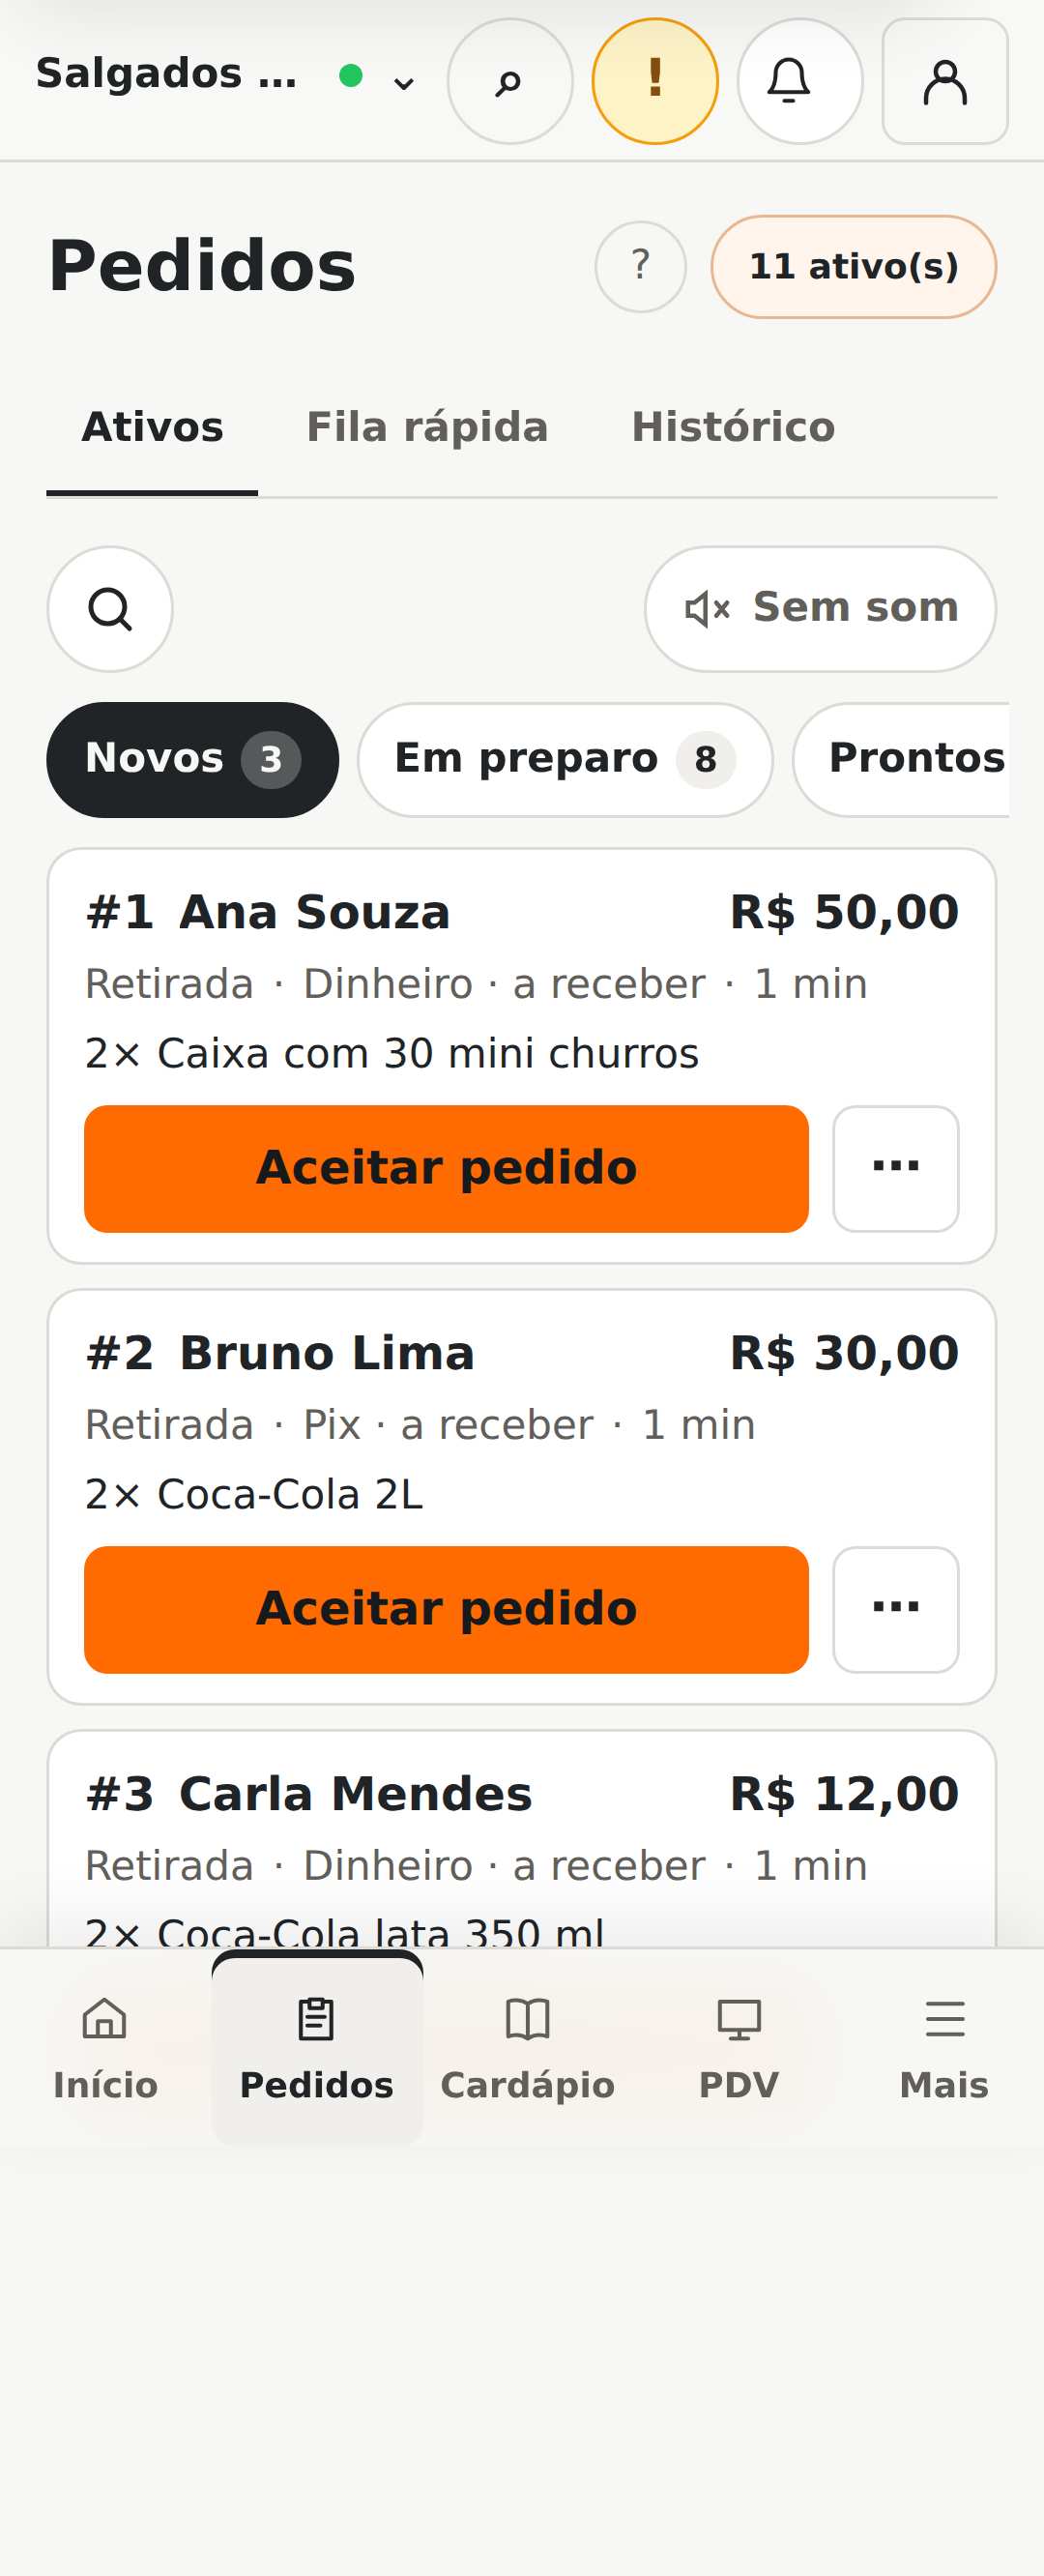 Salgados ...
!
Pedidos
?
11 ativo(s)
Ativos
Fila rápida
Histórico
Sem som
Novos 3
Em preparo 8
Prontos
#1 Ana Souza
R$ 50,00
Retirada · Dinheiro · a receber · 1 min
2× Caixa com 30 mini churros
Aceitar pedido
...
#2 Bruno Lima
R$ 30,00
Retirada · Pix · a receber · 1 min
2× Coca-Cola 2L
Aceitar pedido
...
#3 Carla Mendes
R$ 12,00
Retirada · Dinheiro · a receber · 1 min
2× Coca-Cola lata 350 ml
Início
Pedidos
Cardápio
PDV
Mais